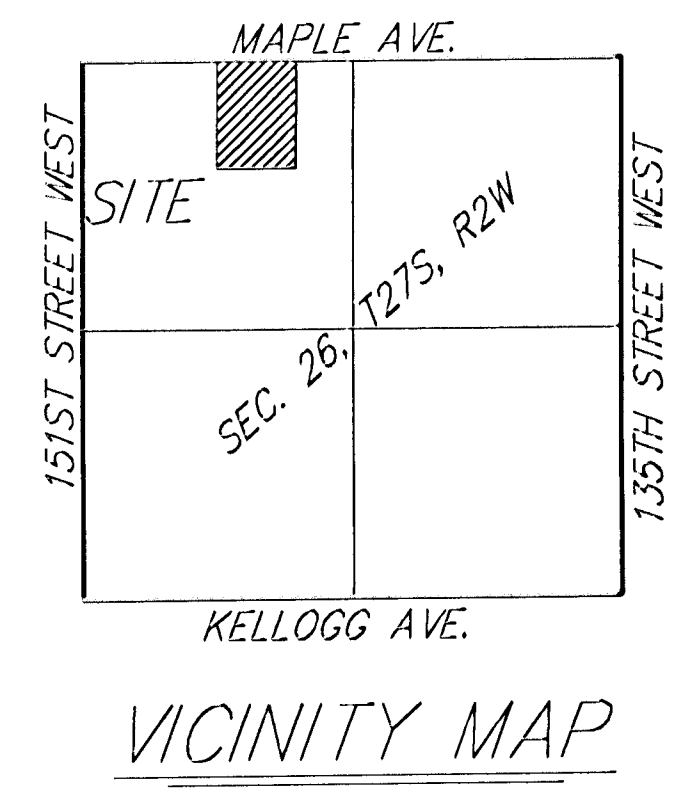 MAPLE AVE.
151ST STREET WEST
SITE
135TH STREET WEST
SEC. 26, T27S, R2W
KELLOGG AVE.
VICINITY MAP